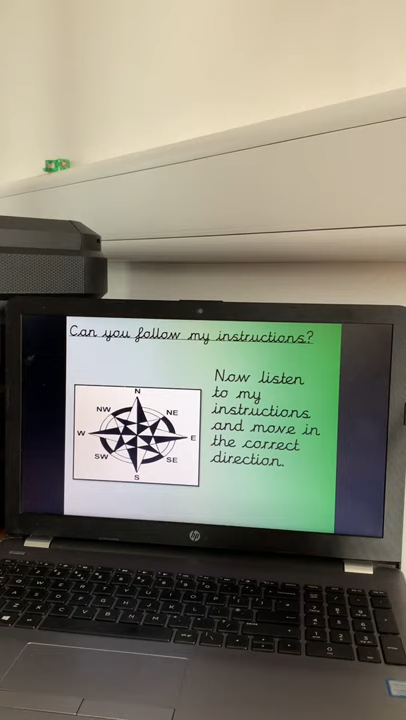 Can you follow my instructions?
N
NW NE
W E
SW SE
S
Now listen
to my
instructions
and move in
the correct
direction.
hp